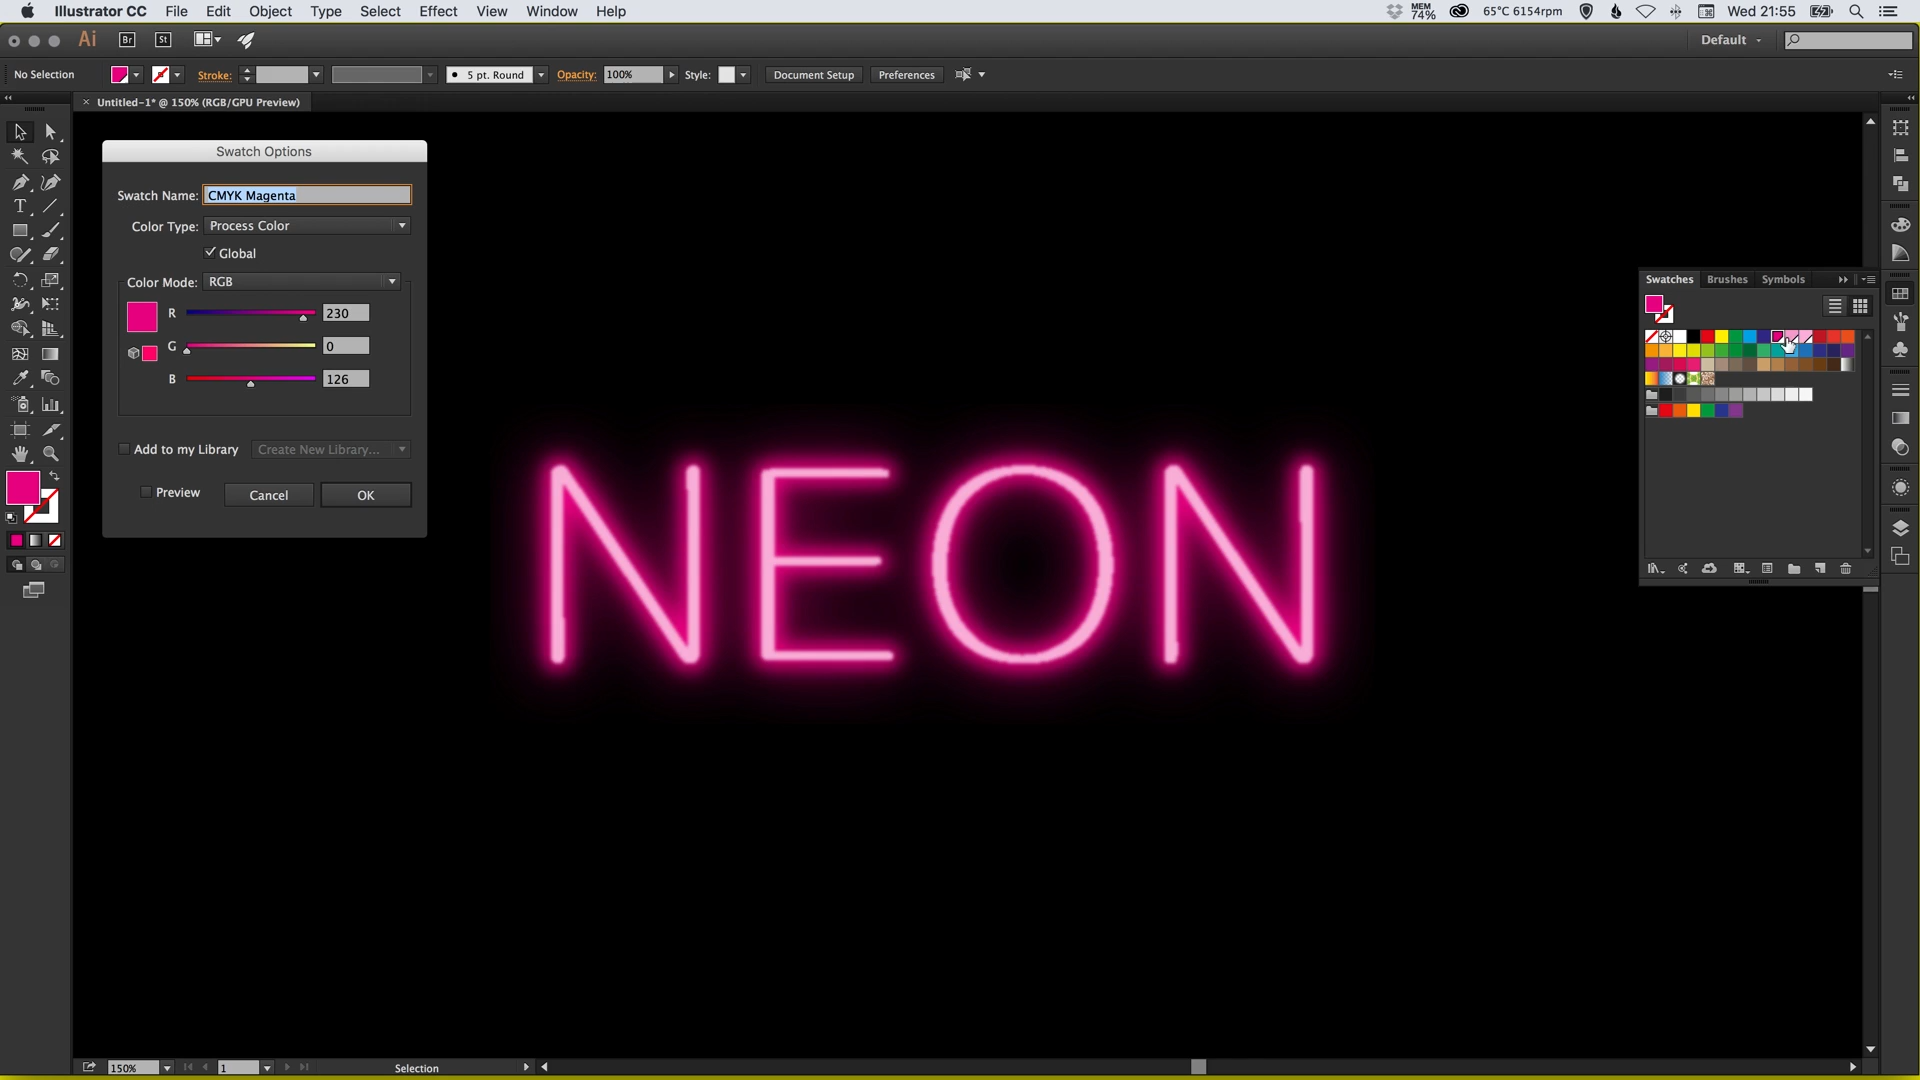 Illustrator CC File Edit Object Type Select Effect View Window Help MEM 74% 65°C 6154rpm Wed 21:55
Ai Br St Default
No Selection Stroke: 5 pt. Round Opacity: 100% Style: Document Setup Preferences
× Untitled-1* @ 150% (RGB/GPU Preview)
Swatch Options
Swatch Name: CMYK Magenta
Color Type: Process Color
Global
Color Mode: RGB
R 230
G 0
B 126
Add to my Library Create New Library...
Preview Cancel OK
Swatches Brushes Symbols
NEON
150% 1 Selection